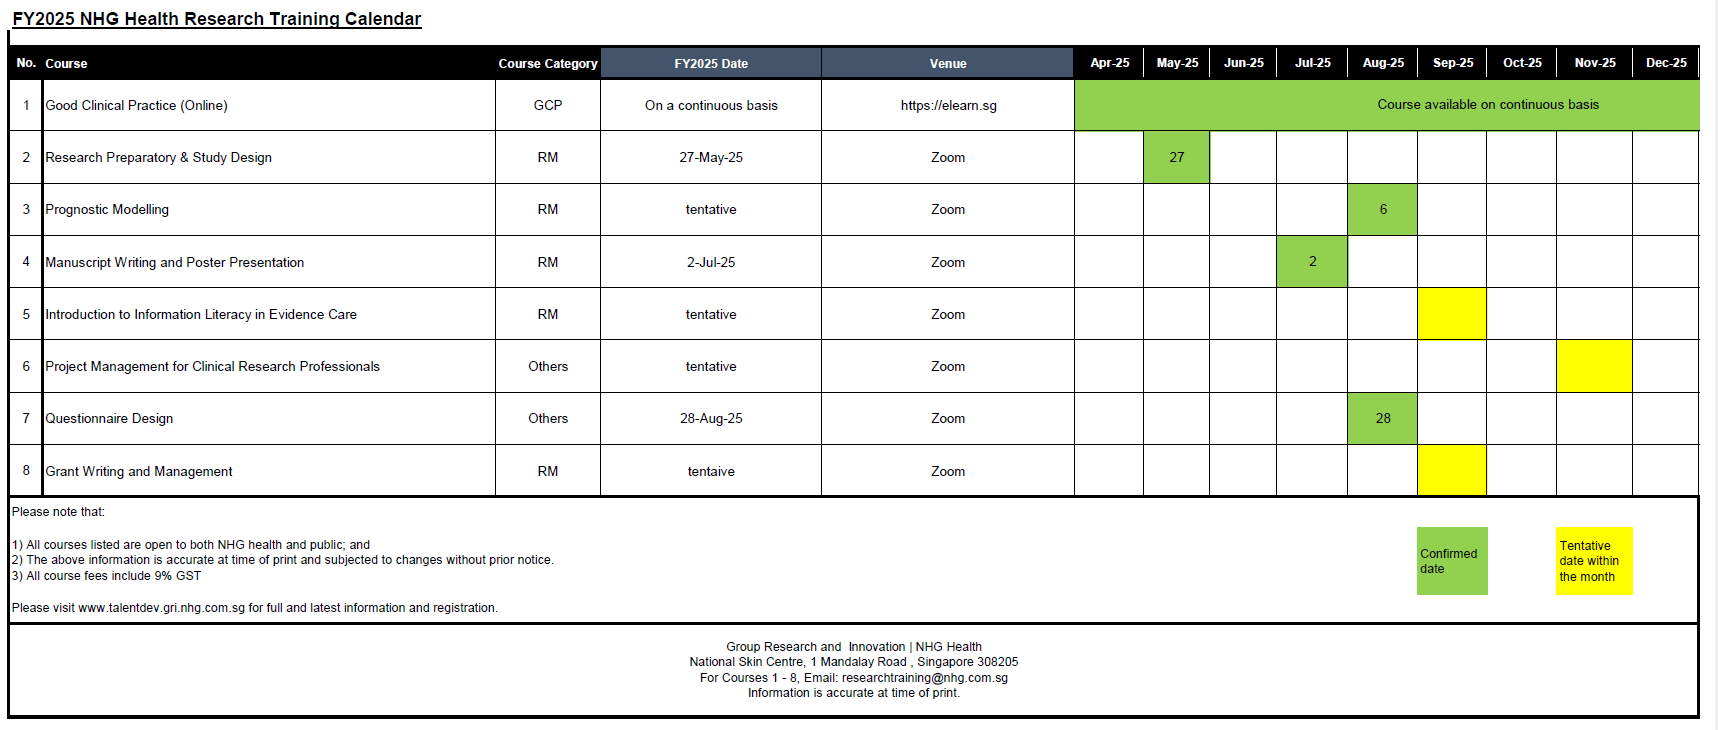 FY2025 NHG Health Research Training Calendar
No. Course Course Category FY2025 Date Venue Apr-25 May-25 Jun-25 Jul-25 Aug-25 Sep-25 Oct-25 Nov-25 Dec-25
1 Good Clinical Practice (Online) GCP On a continuous basis https://elearn.sg Course available on continuous basis
2 Research Preparatory & Study Design RM 27-May-25 Zoom 27
3 Prognostic Modelling RM tentative Zoom 6
4 Manuscript Writing and Poster Presentation RM 2-Jul-25 Zoom 2
5 Introduction to Information Literacy in Evidence Care RM tentative Zoom
6 Project Management for Clinical Research Professionals Others tentative Zoom
7 Questionnaire Design Others 28-Aug-25 Zoom 28
8 Grant Writing and Management RM tentaive Zoom
Please note that:
1) All courses listed are open to both NHG health and public; and
2) The above information is accurate at time of print and subjected to changes without prior notice.
3) All course fees include 9% GST
Please visit www.talentdev.gri.nhg.com.sg for full and latest information and registration.
Confirmed
date
Tentative
date within
the month
Group Research and  Innovation | NHG Health
National Skin Centre, 1 Mandalay Road , Singapore 308205
For Courses 1 - 8, Email: researchtraining@nhg.com.sg
Information is accurate at time of print.